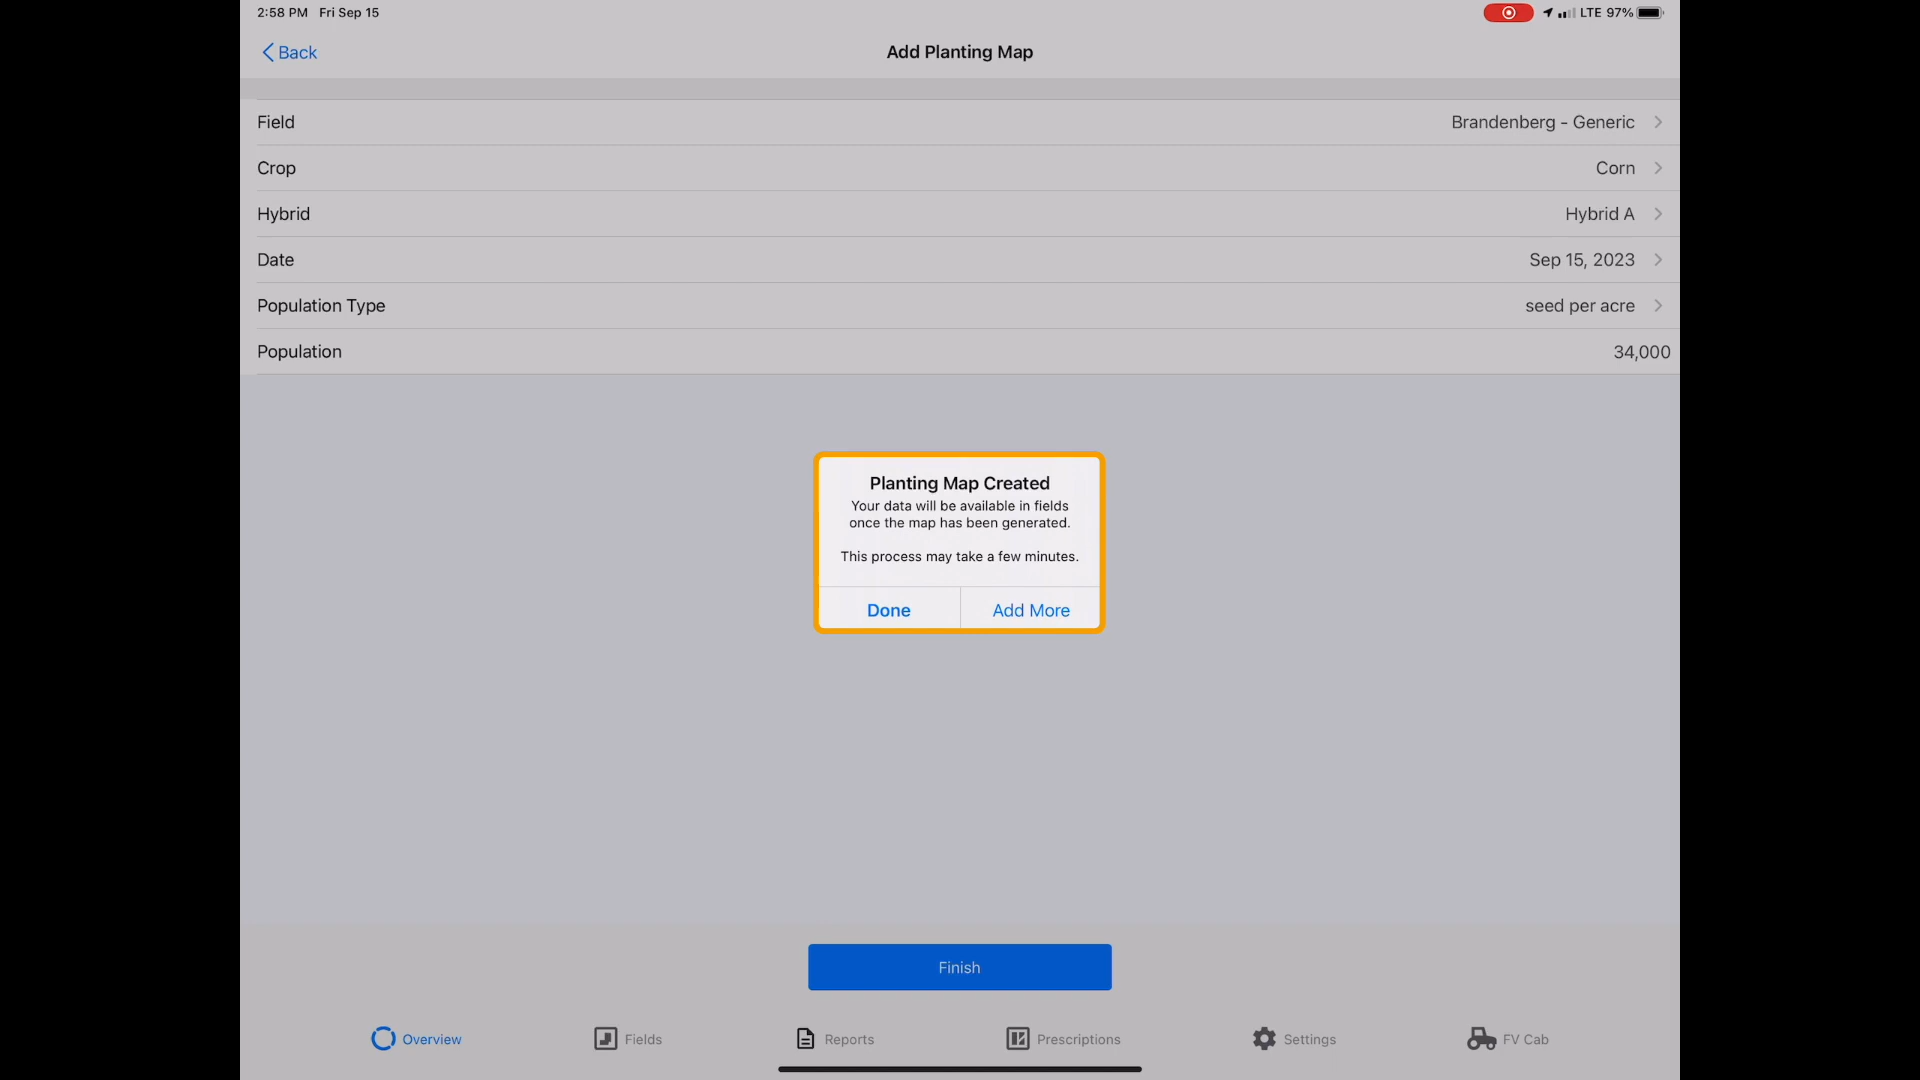 2:58 PM Fri Sep 15
LTE 97%
Back
Add Planting Map
Field
Brandenberg - Generic
Crop
Corn
Hybrid
Hybrid A
Date
Sep 15, 2023
Population Type
seed per acre
Population
34,000
Planting Map Created
Your data will be available in fields
once the map has been generated.
This process may take a few minutes.
Done
Add More
Finish
Overview
Fields
Reports
Prescriptions
Settings
FV Cab